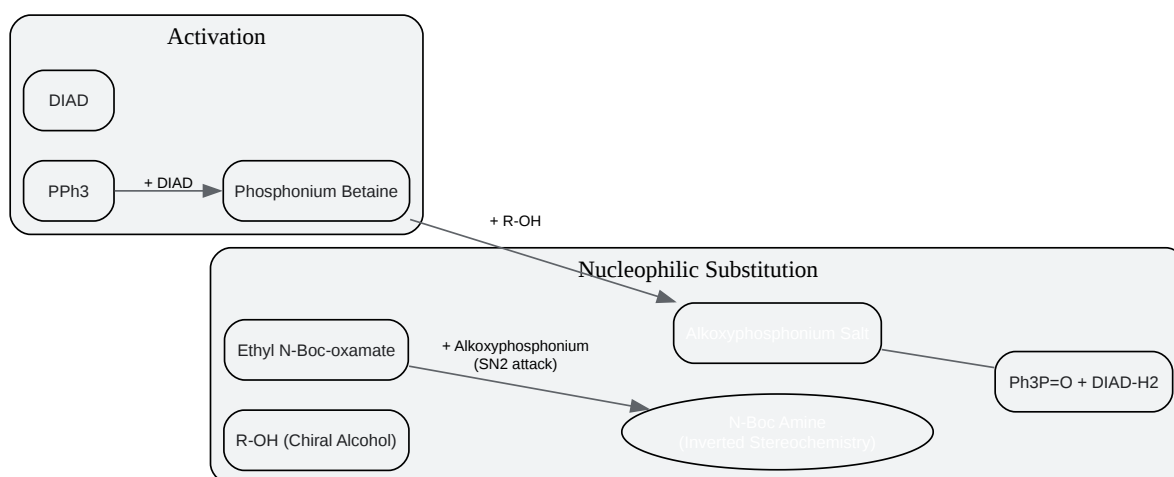 Activation
DIAD
PPh3
+ DIAD
Phosphonium Betaine
+ R-OH
Nucleophilic Substitution
Alkoxyphosphonium Salt
Ethyl N-Boc-oxamate
+ Alkoxyphosphonium
(SN2 attack)
Ph3P=O + DIAD-H2
N-Boc Amine
(Inverted Stereochemistry)
R-OH (Chiral Alcohol)